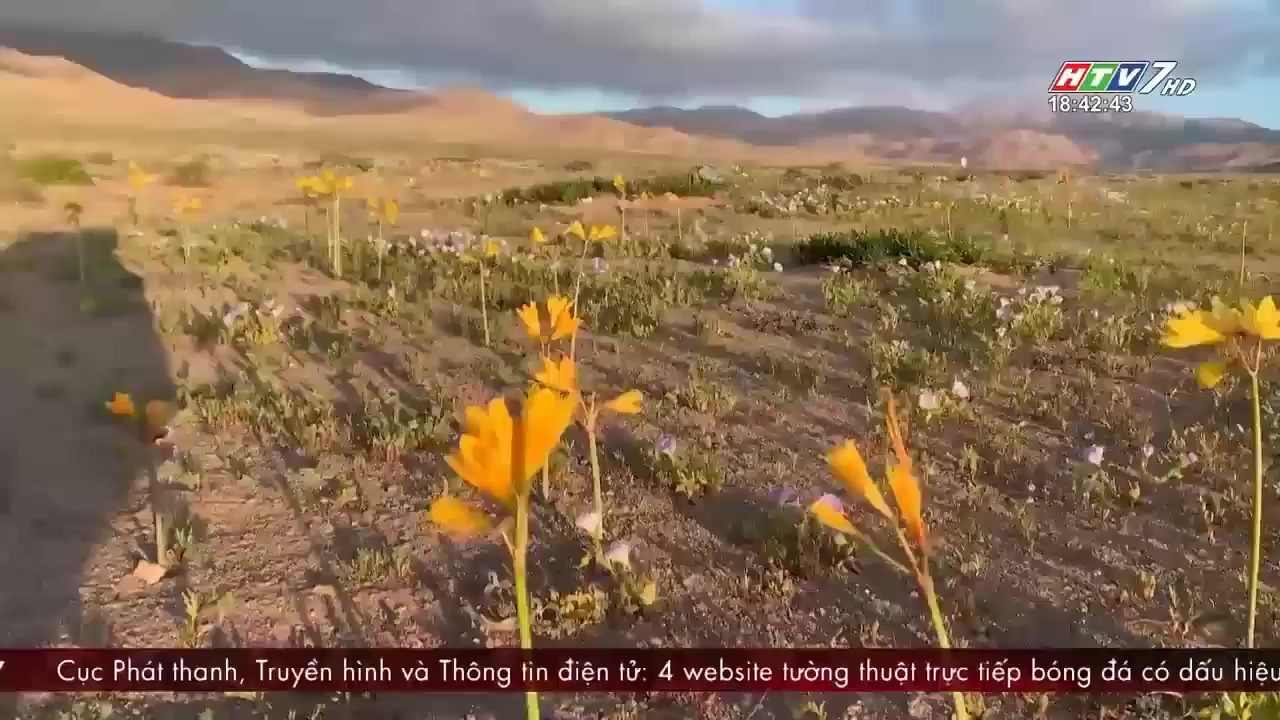 HTV7 HD
18:42:43
Cục Phát thanh, Truyền hình và Thông tin điện tử: 4 website tường thuật trực tiếp bóng đá có dấu hiệu